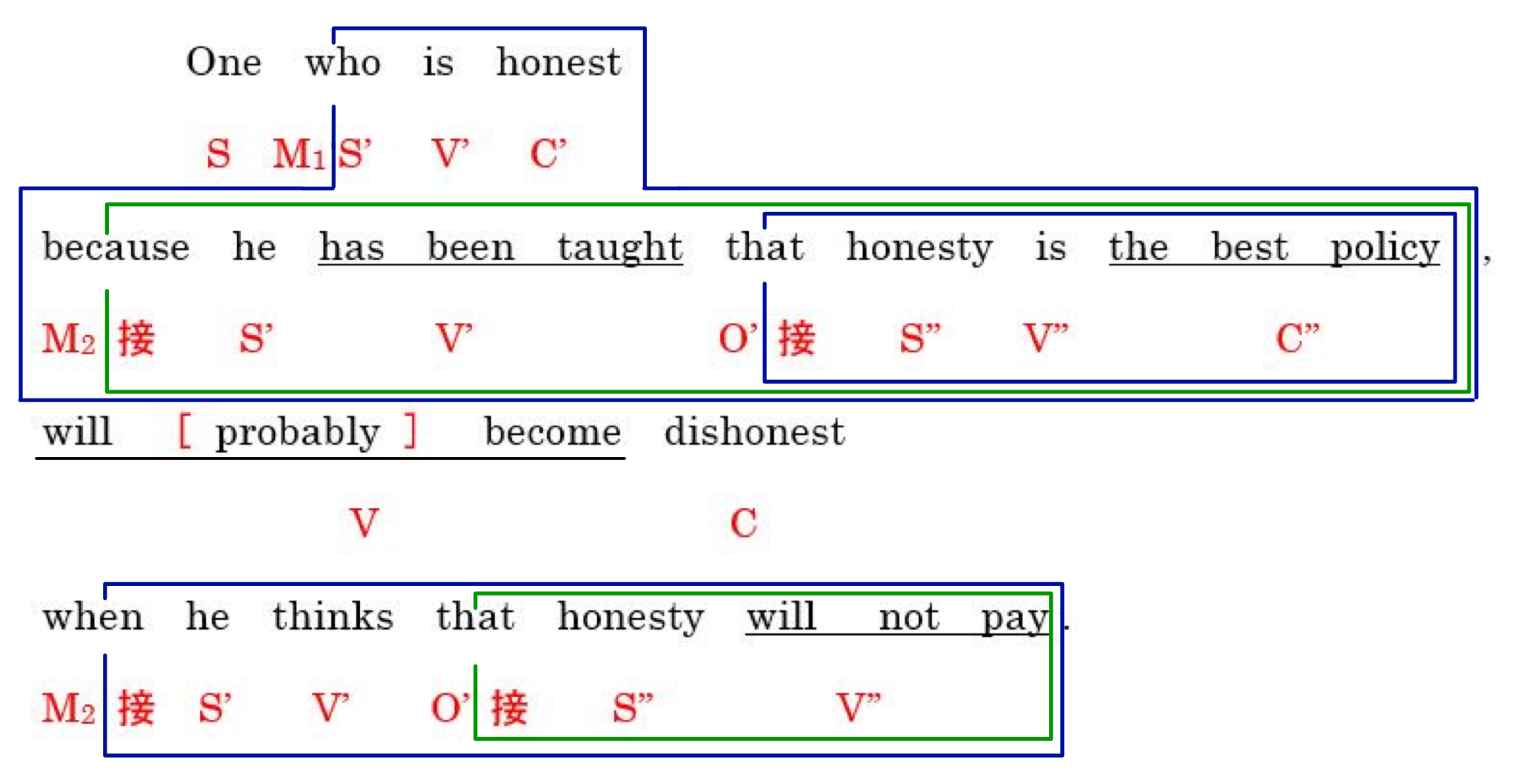 One who is honest
S M₁ S’ V’ C’
because he has been taught that honesty is the best policy ,
M₂ 接 S’ V’ O’ 接 S” V” C”
will [ probably ] become dishonest
V C
when he thinks that honesty will not pay .
M₂ 接 S’ V’ O’ 接 S” V”